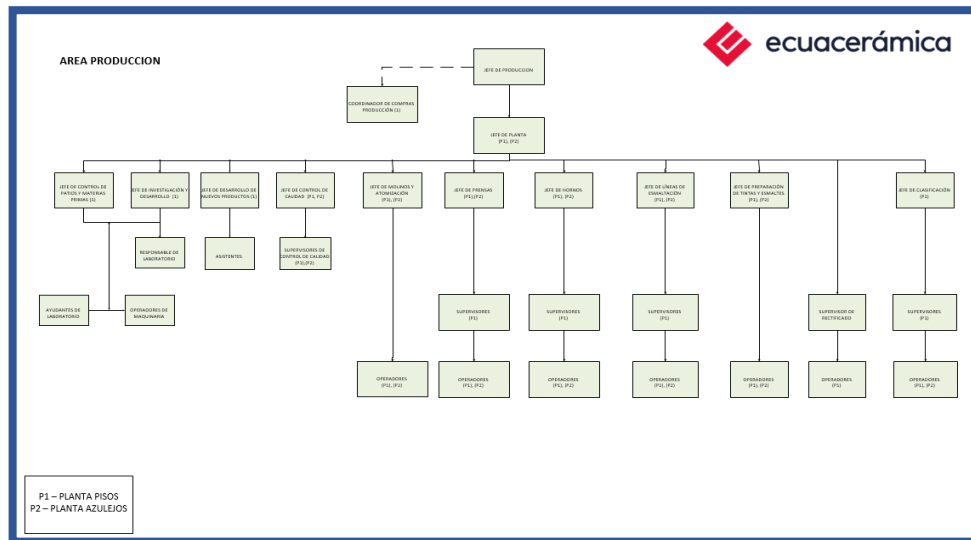 ecuacerámica
AREA PRODUCCION
JEFE DE PRODUCCION
COORDINADOR DE COMPRAS
PRODUCCIÓN (1)
JEFE DE PLANTA
(P1), (P2)
JEFE DE CONTROL DE
PATIOS Y MATERIAS
PRIMAS (1)
JEFE DE INVESTIGACIÓN Y
DESARROLLO (1)
JEFE DE DESARROLLO DE
NUEVOS PRODUCTOS (1)
JEFE DE CONTROL DE
CALIDAD (P1, P2)
JEFE DE MOLINOS Y
ATOMIZACIÓN
(P1), (P2)
JEFE DE PRENSAS
(P1),(P2)
JEFE DE HORNOS
(P1), (P2)
JEFE DE LÍNEAS DE
ESMALTACIÓN
(P1), (P2)
JEFE DE PREPARACIÓN
DE TINTAS Y ESMALTES
(P1), (P2)
JEFE DE CLASIFICACIÓN
(P1)
RESPONSABLE DE
LABORATORIO
ASISTENTES
SUPERVISORES DE
CONTROL DE CALIDAD
(P1),(P2)
AYUDANTES DE
LABORATORIO
OPERADORES DE
MAQUINARIA
SUPERVISORES
(P1)
SUPERVISORES
(P1)
SUPERVISORES
(P1)
SUPERVISOR DE
RECTIFICADO
SUPERVISORES
(P1)
OPERADORES
(P1), (P2)
OPERADORES
(P1), (P2)
OPERADORES
(P1), (P2)
OPERADORES
(P1), (P2)
OPERADORES
(P1), (P2)
OPERADORES
(P1)
OPERADORES
(P1), (P2)
P1 – PLANTA PISOS
P2 – PLANTA AZULEJOS